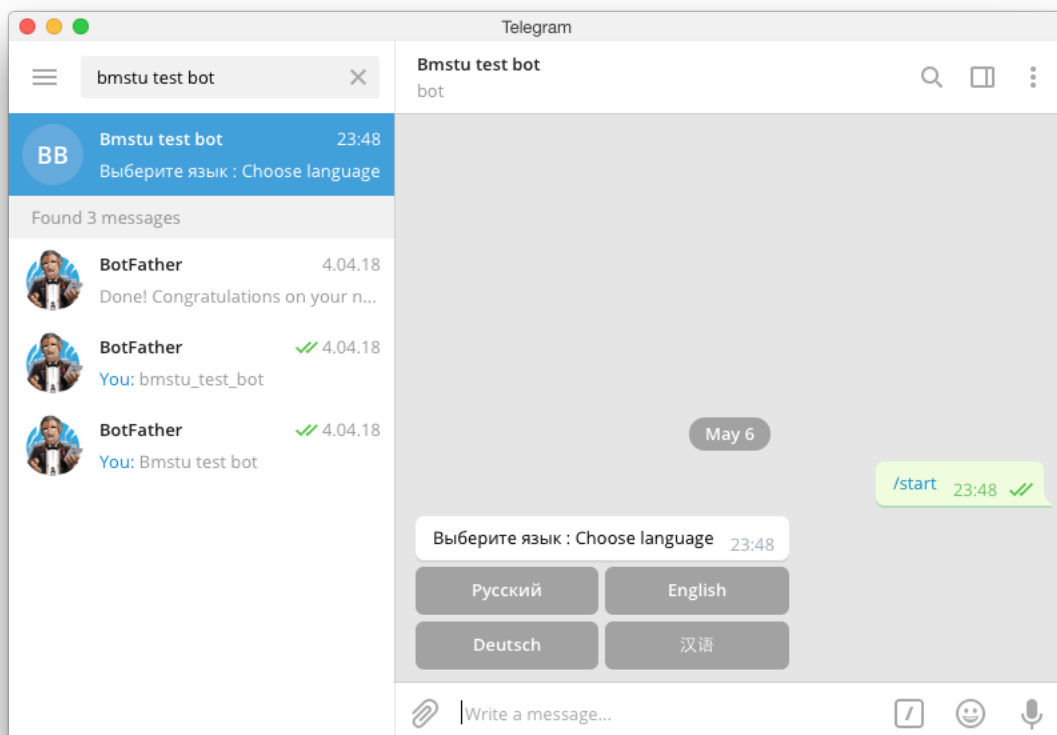 Telegram
bmstu test bot
Bmstu test bot
bot
BB
Bmstu test bot 23:48
Выберите язык : Choose language
Found 3 messages
BotFather 4.04.18
Done! Congratulations on your n...
BotFather 4.04.18
You: bmstu_test_bot
BotFather 4.04.18
You: Bmstu test bot
May 6
/start 23:48
Выберите язык : Choose language 23:48
Русский English
Deutsch 汉语
Write a message...